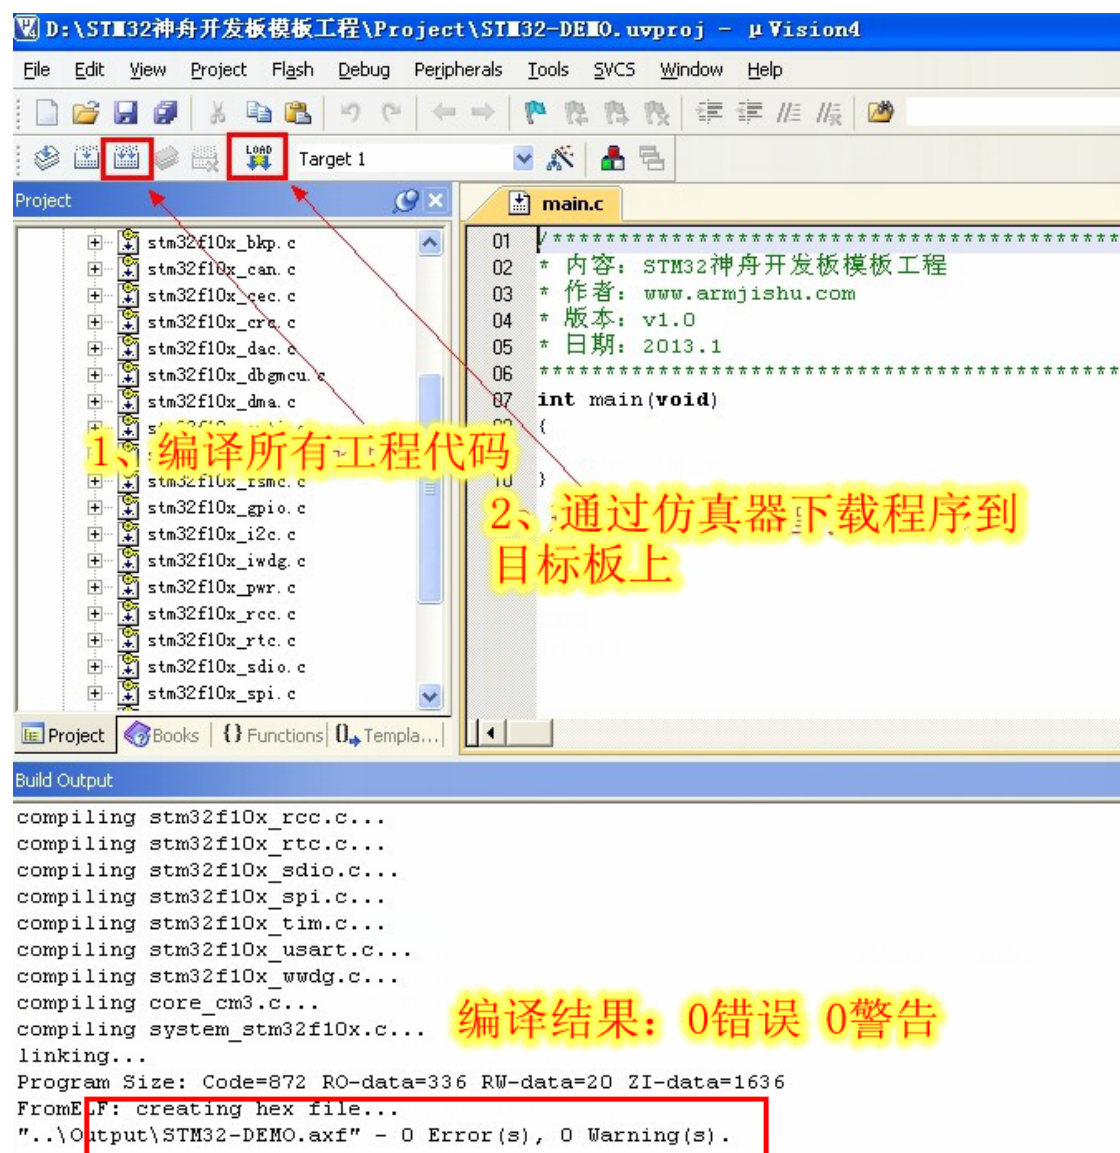 D:\STM32神舟开发板模板工程\Project\STM32-DEMO.uvproj - µVision4
File Edit View Project Flash Debug Peripherals Tools SVCS Window Help
LOAD Target 1
Project
main.c
stm32f10x_bkp.c
stm32f10x_can.c
stm32f10x_cec.c
stm32f10x_crc.c
stm32f10x_dac.c
stm32f10x_dbgmcu.c
stm32f10x_dma.c
stm32f10x_gpio.c
stm32f10x_i2c.c
stm32f10x_iwdg.c
stm32f10x_pwr.c
stm32f10x_rcc.c
stm32f10x_rtc.c
stm32f10x_sdio.c
stm32f10x_spi.c
01 /********************************************
02 * 内容: STM32神舟开发板模板工程
03 * 作者: www.armjishu.com
04 * 版本: v1.0
05 * 日期: 2013.1
06 ********************************************
07 int main(void)
{
10 }
1、编译所有工程代码
2、通过仿真器下载程序到
目标板上
Project Books {} Functions 0 Templa...
Build Output
compiling stm32f10x_rcc.c...
compiling stm32f10x_rtc.c...
compiling stm32f10x_sdio.c...
compiling stm32f10x_spi.c...
compiling stm32f10x_tim.c...
compiling stm32f10x_usart.c...
compiling stm32f10x_wwdg.c...
compiling core_cm3.c...
compiling system_stm32f10x.c...
编译结果：0错误 0警告
linking...
Program Size: Code=872 RO-data=336 RW-data=20 ZI-data=1636
FromELF: creating hex file...
"..\Output\STM32-DEMO.axf" - 0 Error(s), 0 Warning(s).